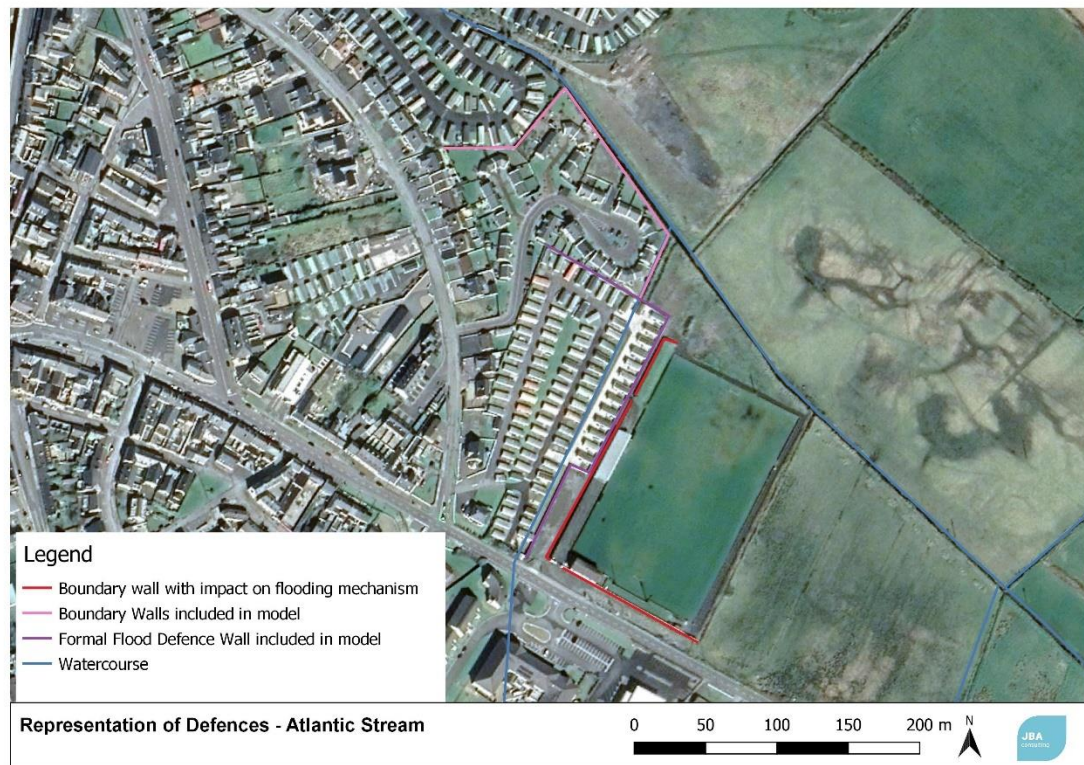 Legend
Boundary wall with impact on flooding mechanism
Boundary Walls included in model
Formal Flood Defence Wall included in model
Watercourse
Representation of Defences - Atlantic Stream
0 50 100 150 200 m
N
JBA
consulting